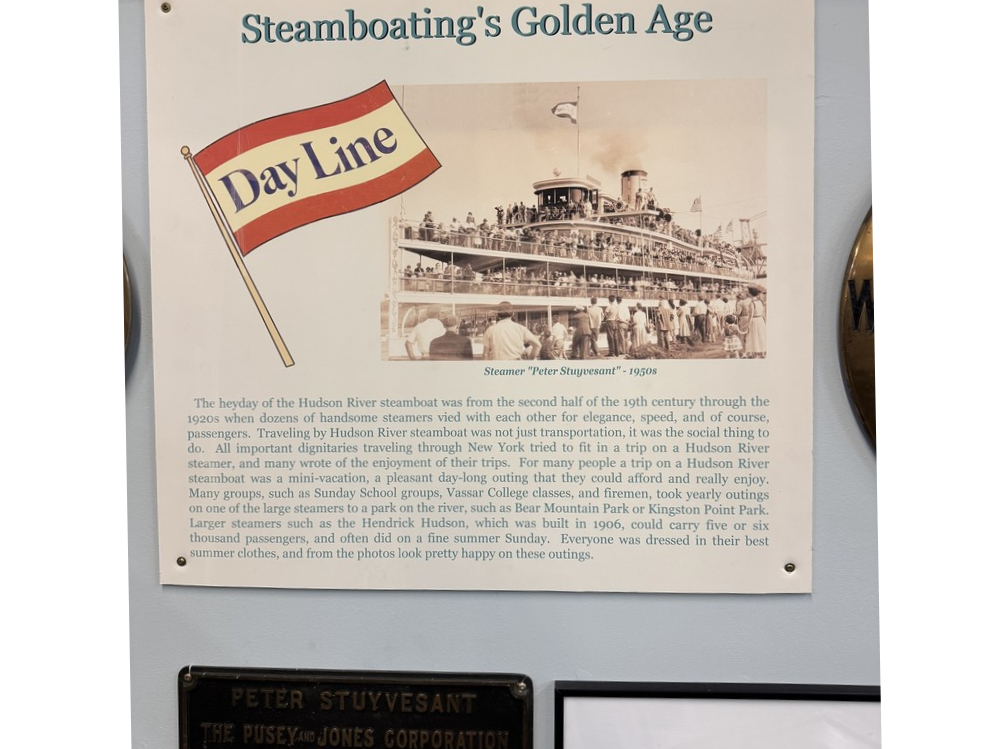 Steamboating's Golden Age
Day Line
Steamer "Peter Stuyvesant" - 1950s
The heyday of the Hudson River steamboat was from the second half of the 19th century through the
1920s when dozens of handsome steamers vied with each other for elegance, speed, and of course,
passengers. Traveling by Hudson River steamboat was not just transportation, it was the social thing to
do. All important dignitaries traveling through New York tried to fit in a trip on a Hudson River
steamer, and many wrote of the enjoyment of their trips. For many people a trip on a Hudson River
steamboat was a mini-vacation, a pleasant day-long outing that they could afford and really enjoy.
Many groups, such as Sunday School groups, Vassar College classes, and firemen, took yearly outings
on one of the large steamers to a park on the river, such as Bear Mountain Park or Kingston Point Park.
Larger steamers such as the Hendrick Hudson, which was built in 1906, could carry five or six
thousand passengers, and often did on a fine summer Sunday. Everyone was dressed in their best
summer clothes, and from the photos look pretty happy on these outings.
PETER STUYVESANT
THE PUSEY AND JONES CORPORATION